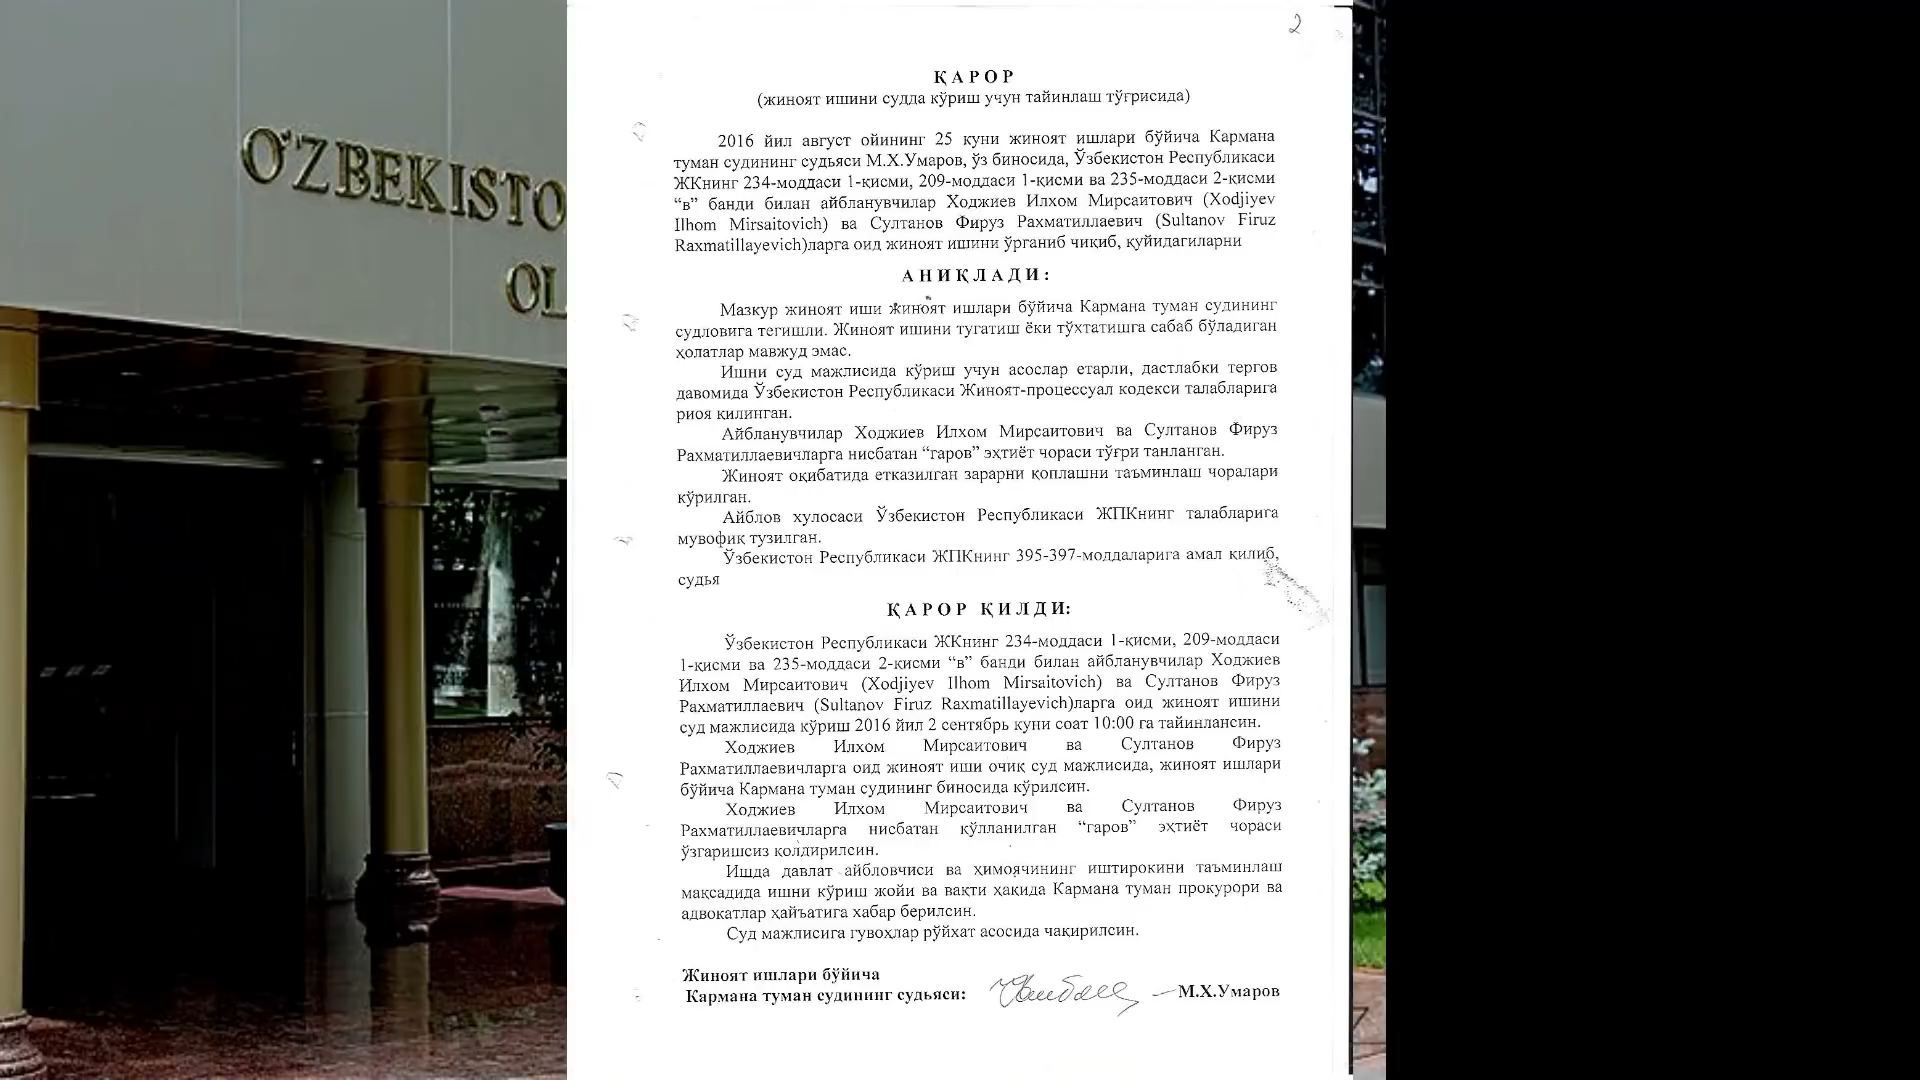 O'ZBEKISTO
OL
2
ҚАРОР
(жиноят ишини судда кўриш учун тайинлаш тўғрисида)
2016 йил август ойининг 25 куни жиноят ишлари бўйича Кармана
туман судининг судьяси М.Х.Умаров, ўз биносида, Ўзбекистон Республикаси
ЖКнинг 234-моддаси 1-қисми, 209-моддаси 1-қисми ва 235-моддаси 2-қисми
“в” банди билан айбланувчилар Ходжиев Илхом Мирсаитович (Xodjiyev
Ilhom Mirsaitovich) ва Султанов Фируз Рахматиллаевич (Sultanov Firuz
Raxmatillayevich)ларга оид жиноят ишини ўрганиб чиқиб, қуйидагиларни
АНИҚЛАДИ:
Мазкур жиноят иши жиноят ишлари бўйича Кармана туман судининг
судловига тегишли. Жиноят ишини тугатиш ёки тўхтатишга сабаб бўладиган
ҳолатлар мавжуд эмас.
Ишни суд мажлисида кўриш учун асослар етарли, дастлабки тергов
давомида Ўзбекистон Республикаси Жиноят-процессуал кодекси талабларига
риоя қилинган.
Айбланувчилар Ходжиев Илхом Мирсаитович ва Султанов Фируз
Рахматиллаевичларга нисбатан “гаров” эҳтиёт чораси тўғри танланган.
Жиноят оқибатида етказилган зарарни қоплашни таъминлаш чоралари
кўрилган.
Айблов хулосаси Ўзбекистон Республикаси ЖПКнинг талабларига
мувофиқ тузилган.
Ўзбекистон Республикаси ЖПКнинг 395-397-моддаларига амал қилиб,
судья
ҚАРОР ҚИЛДИ:
Ўзбекистон Республикаси ЖКнинг 234-моддаси 1-қисми, 209-моддаси
1-қисми ва 235-моддаси 2-қисми “в” банди билан айбланувчилар Ходжиев
Илхом Мирсаитович (Xodjiyev Ilhom Mirsaitovich) ва Султанов Фируз
Рахматиллаевич (Sultanov Firuz Raxmatillayevich)ларга оид жиноят ишини
суд мажлисида кўриш 2016 йил 2 сентябрь куни соат 10:00 га тайинлансин.
Ходжиев Илхом Мирсаитович ва Султанов Фируз
Рахматиллаевичларга оид жиноят иши очиқ суд мажлисида, жиноят ишлари
бўйича Кармана туман судининг биносида кўрилсин.
Ходжиев Илхом Мирсаитович ва Султанов Фируз
Рахматиллаевичларга нисбатан қўлланилган “гаров” эҳтиёт чораси
ўзгаришсиз қолдирилсин.
Ишда давлат айбловчиси ва ҳимоячининг иштирокини таъминлаш
мақсадида ишни кўриш жойи ва вақти ҳақида Кармана туман прокурори ва
адвокатлар ҳайъатига хабар берилсин.
Суд мажлисига гувоҳлар рўйхат асосида чақирилсин.
Жиноят ишлари бўйича
Кармана туман судининг судьяси: М.Х.Умаров